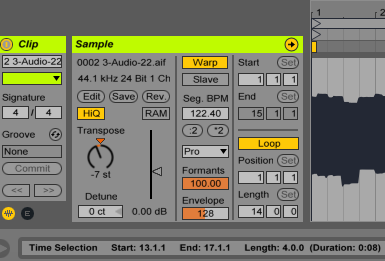 Clip
2 3-Audio-22
Signature
4 / 4
Groove
None
Commit
<< >>
E
Sample
0002 3-Audio-22.aif
44.1 kHz 24 Bit 1 Ch
Edit Save Rev.
HiQ RAM
Transpose
-7 st
Detune
0 ct 0.00 dB
Warp
Slave
Seg. BPM
122.40
:2 *2
Pro
Formants
100.00
Envelope
128
Start Set
1 1 1
End Set
15 1 1
Loop
Position Set
1 1 1
Length Set
14 0 0
1 2
Time Selection Start: 13.1.1 End: 17.1.1 Length: 4.0.0 (Duration: 0:08)